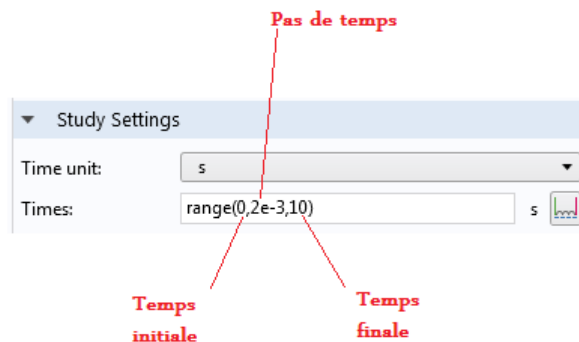 Pas de temps
Study Settings
Time unit: s
Times: range(0,2e-3,10) s
Temps Temps
initiale finale